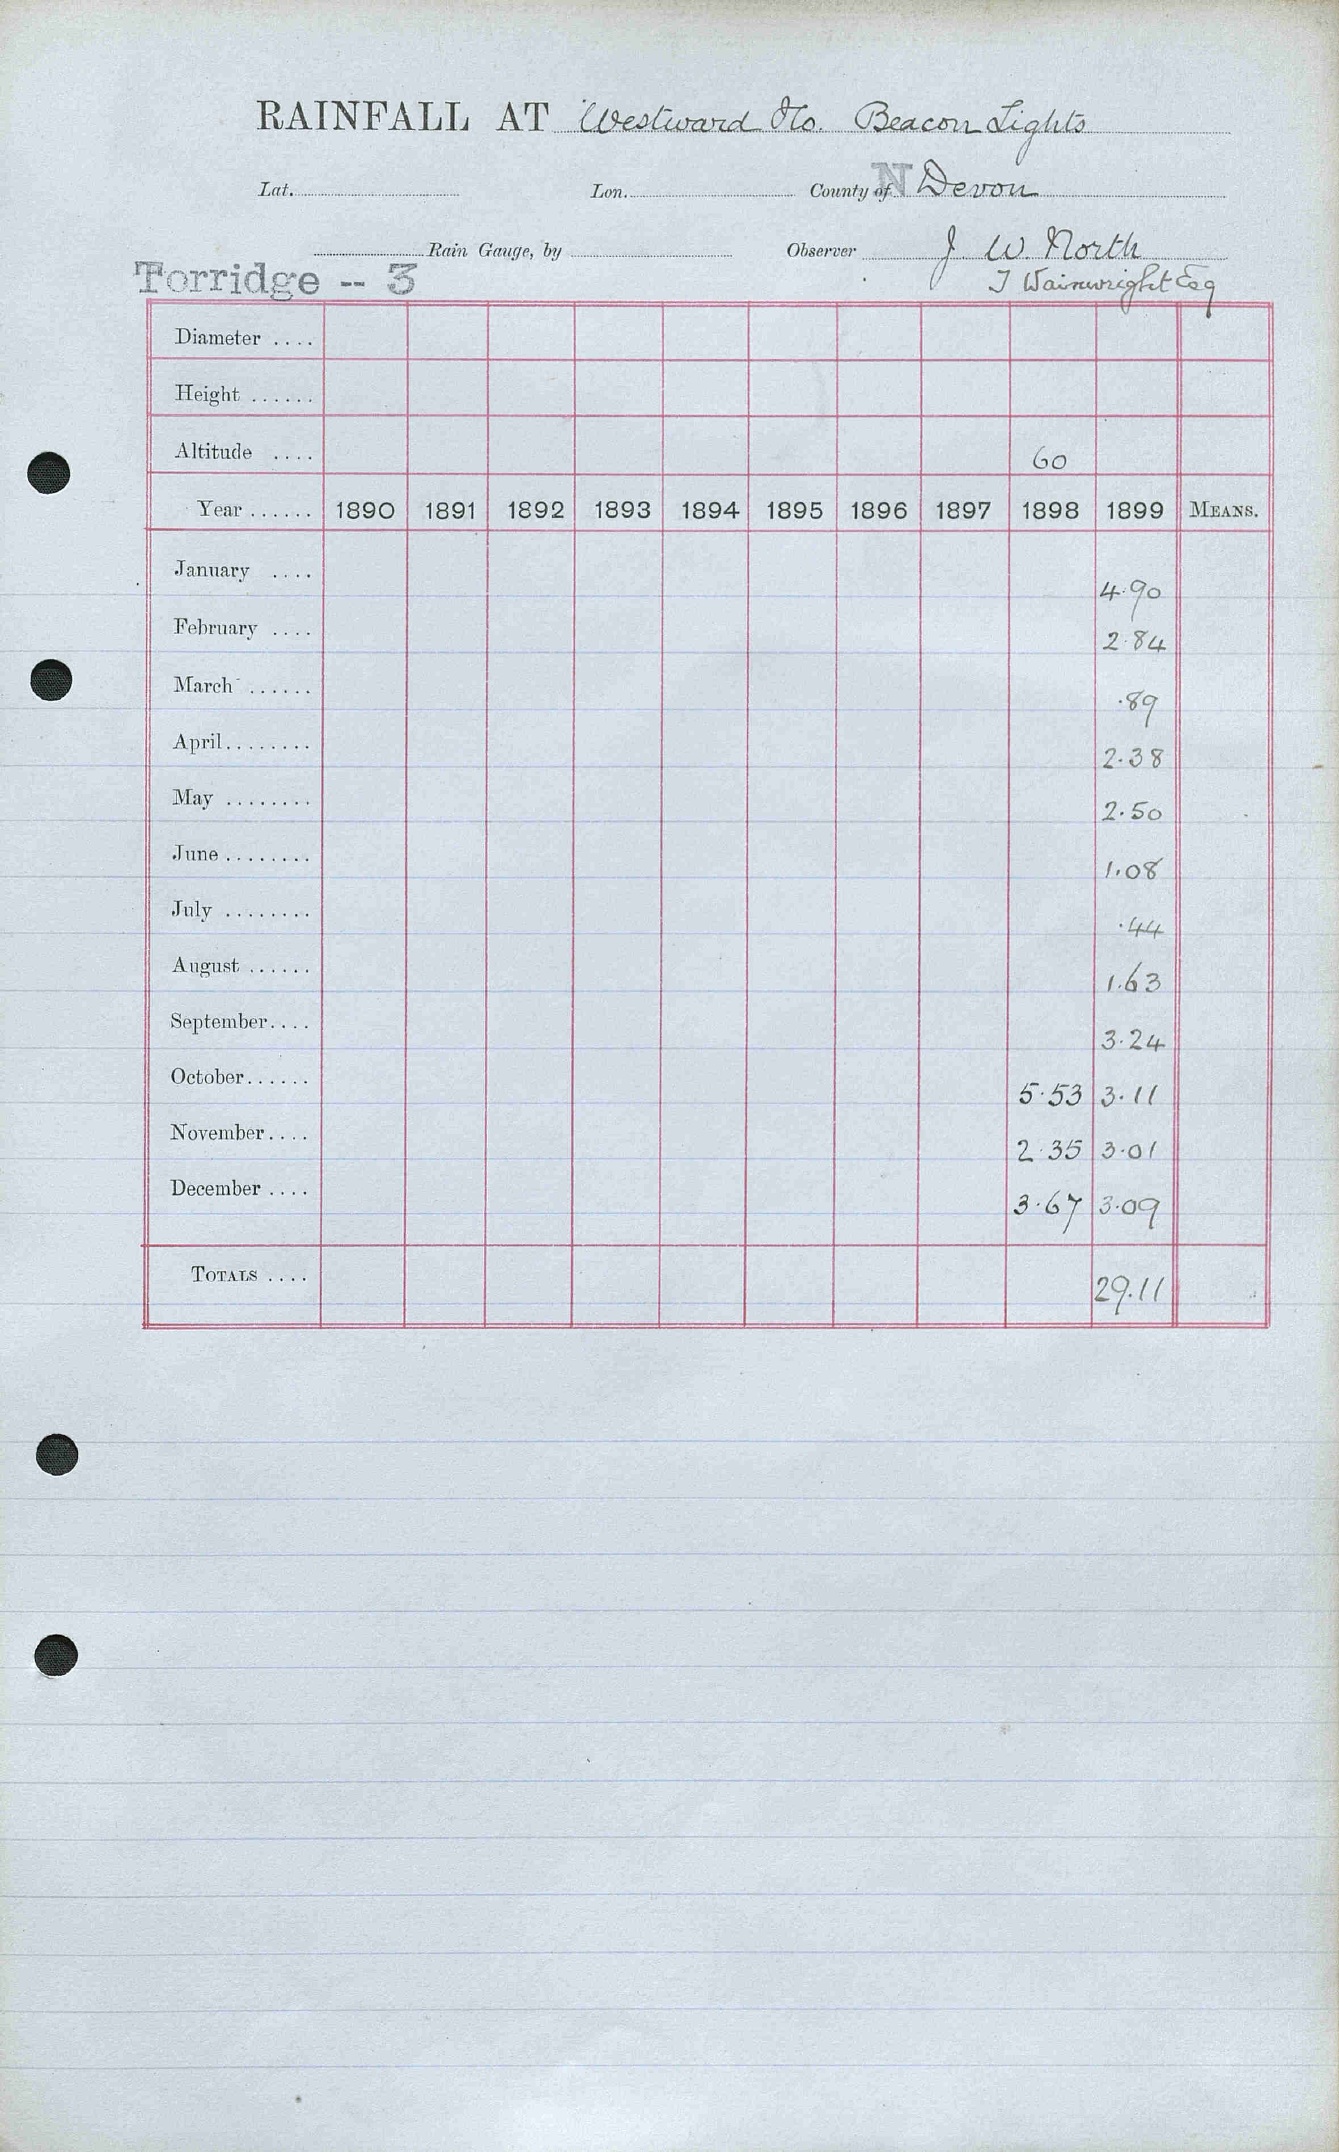 RAINFALL AT Westward Ho. Beacon Lights
Lat. Lon. County of N Devon
Rain Gauge, by Observer J. W. North
Torridge -- 3 J Wainwright Esq
Diameter ....
Height ......
Altitude .... 60
Year ...... 1890 1891 1892 1893 1894 1895 1896 1897 1898 1899 MEANS.
January .... 4.90
February .... 2.84
March ...... .89
April........ 2.38
May ........ 2.50
June ........ 1.08
July ........ .44
August ...... 1.63
September.... 3.24
October...... 5.53 3.11
November.... 2.35 3.01
December .... 3.67 3.09
TOTALS .... 29.11